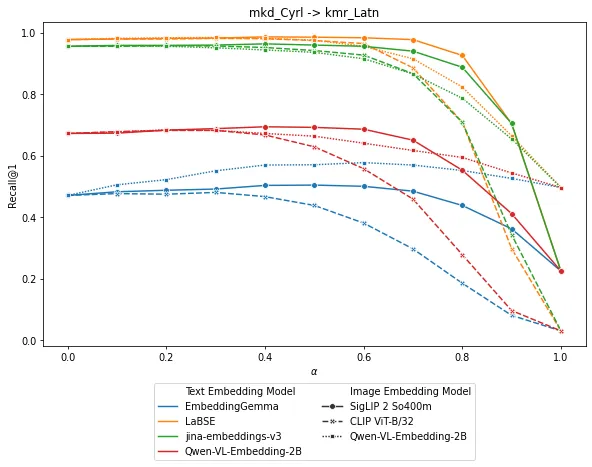 mkd_Cyrl -> kmr_Latn
Recall@1
1.0
0.8
0.6
0.4
0.2
0.0
0.0 0.2 0.4 0.6 0.8 1.0
α
Text Embedding Model
EmbeddingGemma
LaBSE
jina-embeddings-v3
Qwen-VL-Embedding-2B
Image Embedding Model
SigLIP 2 So400m
CLIP ViT-B/32
Qwen-VL-Embedding-2B